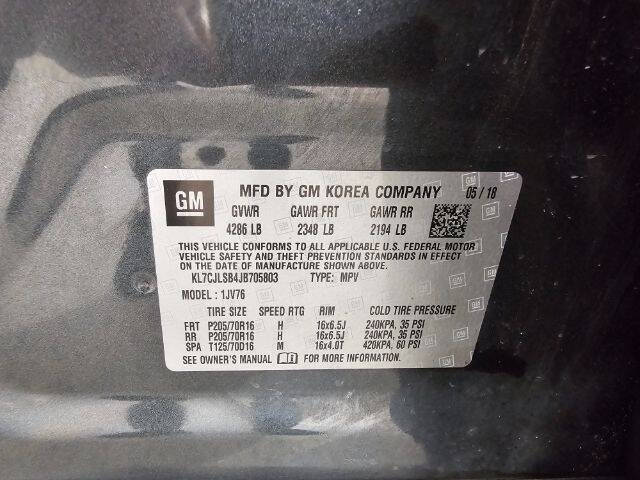 GM MFD BY GM KOREA COMPANY 05 / 18
GVWR GAWR FRT GAWR RR
4286 LB 2348 LB 2194 LB
THIS VEHICLE CONFORMS TO ALL APPLICABLE U.S. FEDERAL MOTOR
VEHICLE SAFETY AND THEFT PREVENTION STANDARDS IN EFFECT
ON THE DATE OF MANUFACTURE SHOWN ABOVE.
KL7CJLSB4JB705803 TYPE: MPV
MODEL : 1JV76
TIRE SIZE SPEED RTG RIM COLD TIRE PRESSURE
FRT P205/70R16 H 16x6.5J 240KPA, 35 PSI
RR P205/70R16 H 16x6.5J 240KPA, 35 PSI
SPA T125/70D16 M 16x4.0T 420KPA, 60 PSI
SEE OWNER'S MANUAL FOR MORE INFORMATION.